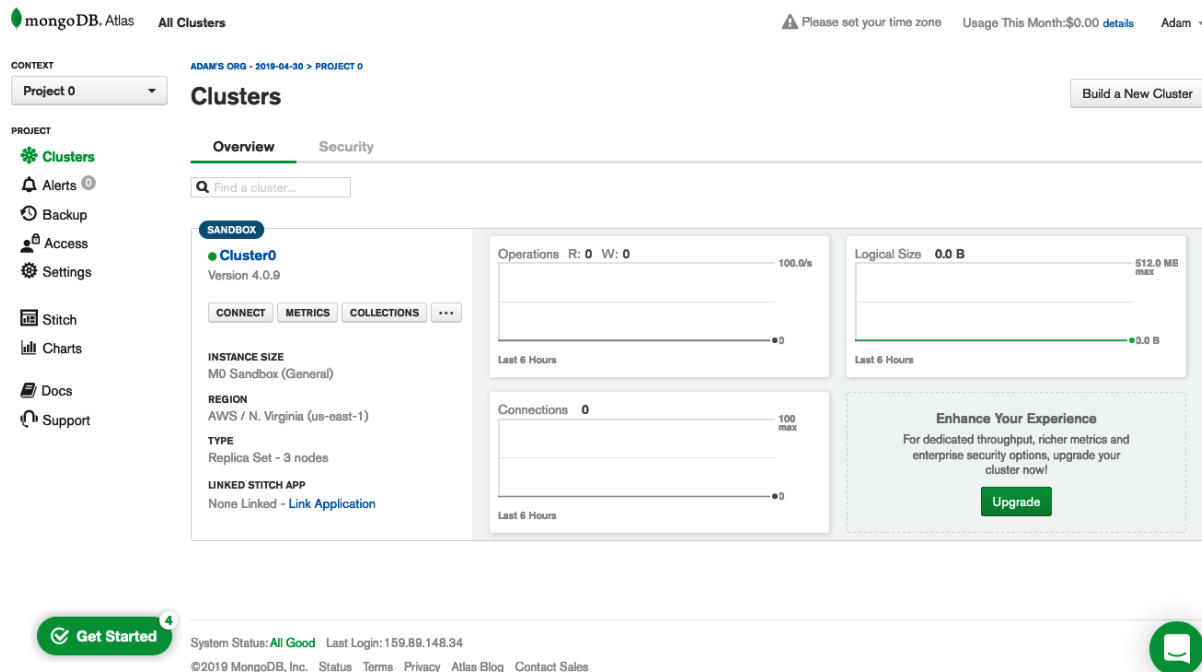 mongoDB. Atlas
All Clusters
Please set your time zone
Usage This Month:$0.00 details
Adam
CONTEXT
Project 0
PROJECT
Clusters
Alerts 0
Backup
Access
Settings
Stitch
Charts
Docs
Support
ADAM'S ORG - 2019-04-30 > PROJECT 0
Clusters
Build a New Cluster
Overview
Security
Find a cluster...
SANDBOX
Cluster0
Version 4.0.9
CONNECT
METRICS
COLLECTIONS
...
INSTANCE SIZE
M0 Sandbox (General)
REGION
AWS / N. Virginia (us-east-1)
TYPE
Replica Set - 3 nodes
LINKED STITCH APP
None Linked - Link Application
Operations R: 0 W: 0
100.0/s
0
Last 6 Hours
Logical Size 0.0 B
512.0 MB
max
0.0 B
Last 6 Hours
Connections 0
100
max
0
Last 6 Hours
Enhance Your Experience
For dedicated throughput, richer metrics and
enterprise security options, upgrade your
cluster now!
Upgrade
Get Started
4
System Status: All Good Last Login: 159.89.148.34
©2019 MongoDB, Inc. Status Terms Privacy Atlas Blog Contact Sales